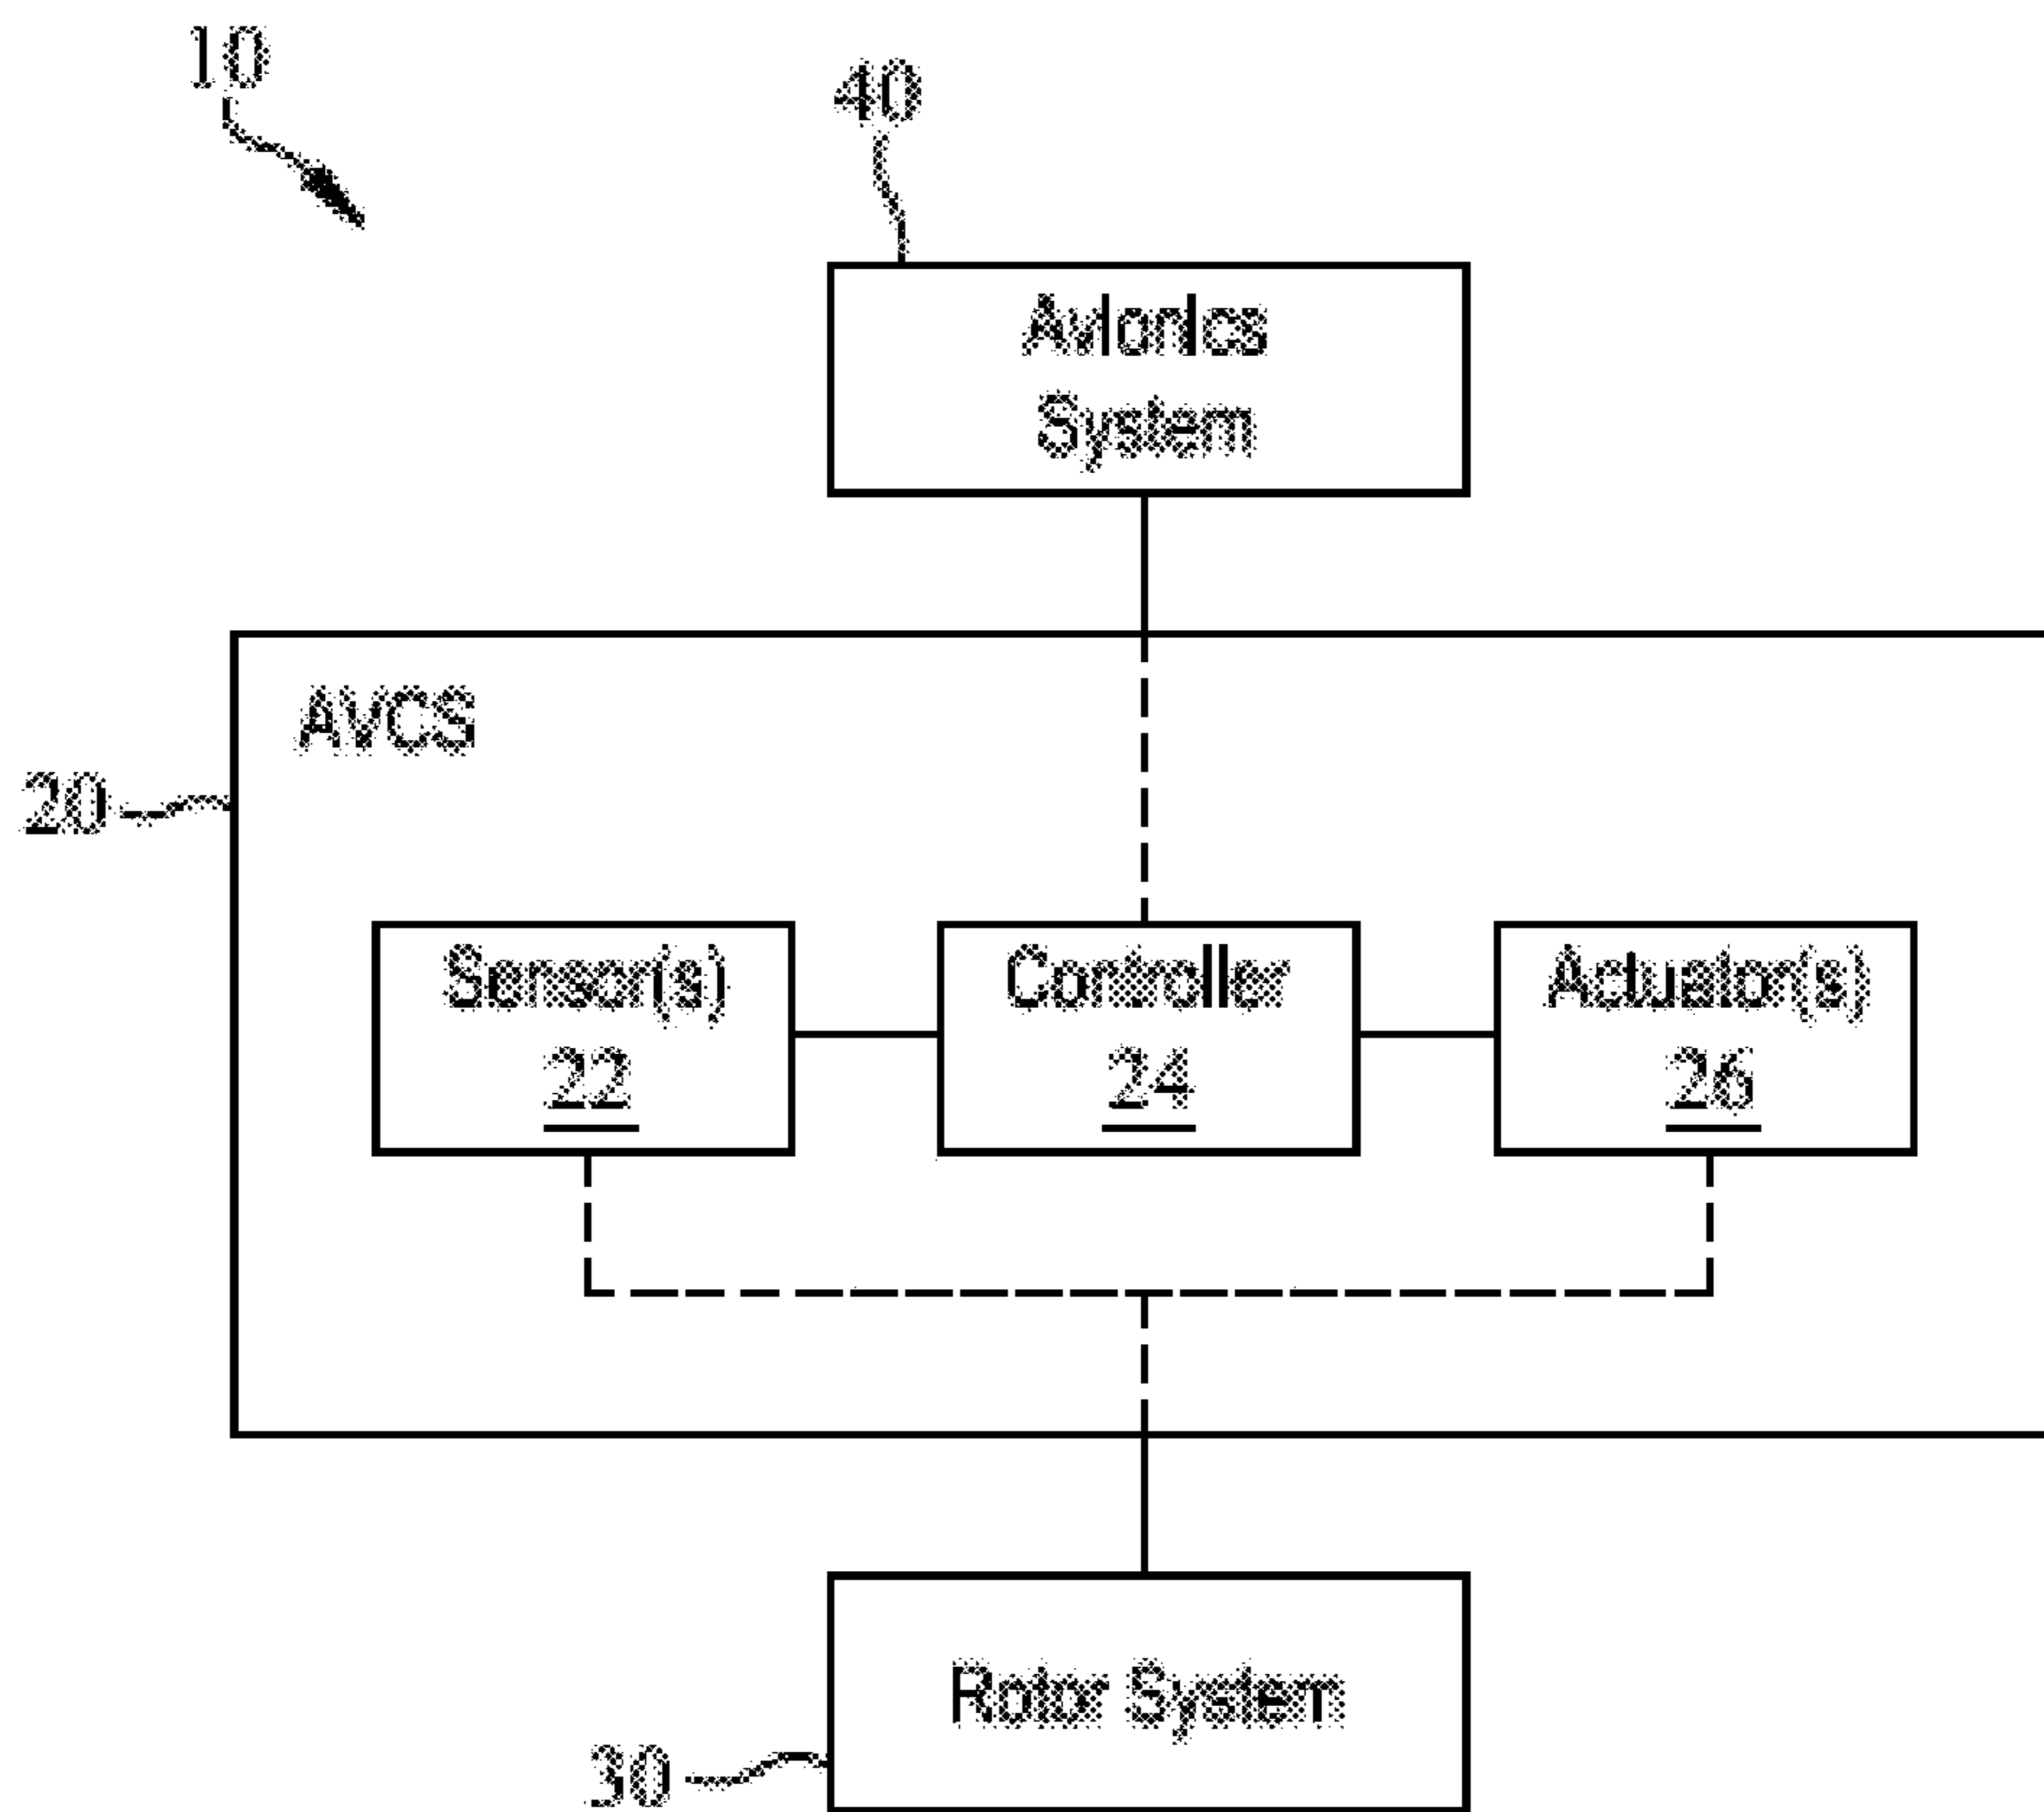 10
40
Avionics
System
AVCS
20
Sensor(s)
Controller
Actuator(s)
22
24
26
Rotor System
30